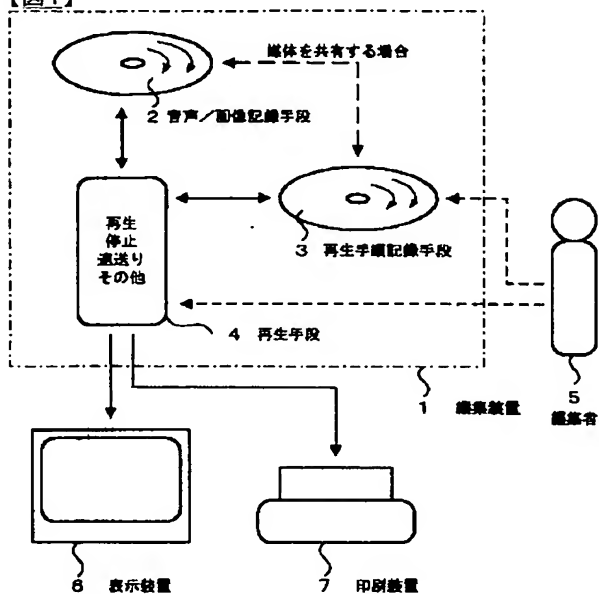 【図1】
媒体を共有する場合
2 音声/画像記録手段
再生
停止
早送り
その他
3 再生手順記録手段
4 再生手段
1 編集装置
5
編集者
6 表示装置
7 印刷装置